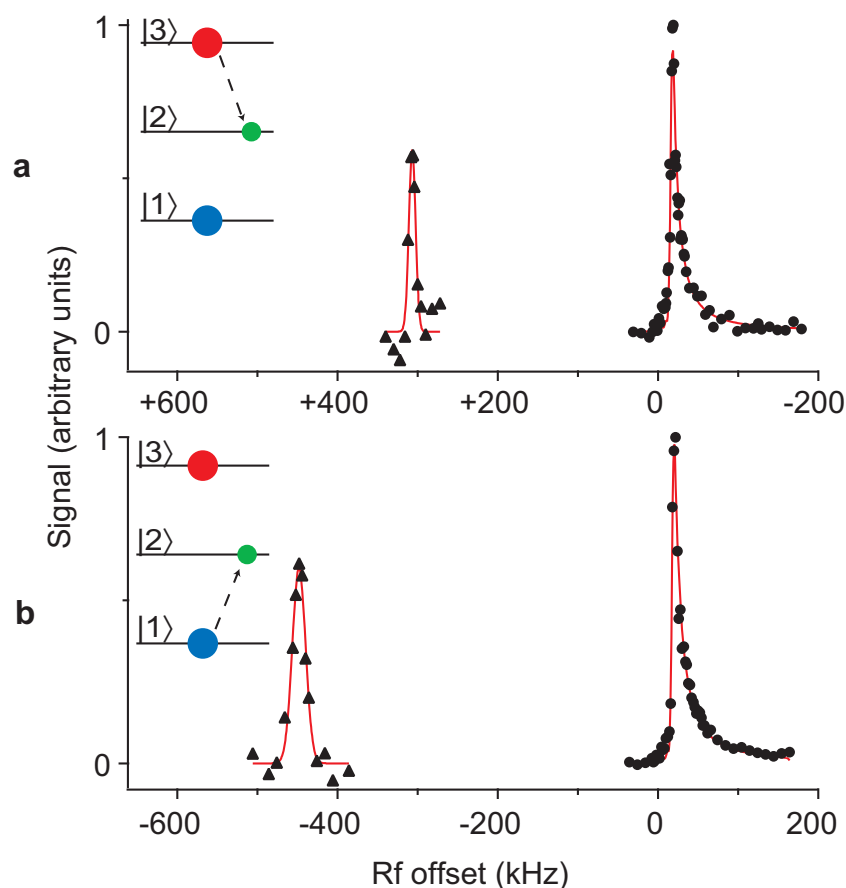 1
|3⟩
|2⟩
a
|1⟩
0
+600 +400 +200 0 -200
Signal (arbitrary units)
1
|3⟩
|2⟩
b
|1⟩
0
-600 -400 -200 0 200
Rf offset (kHz)